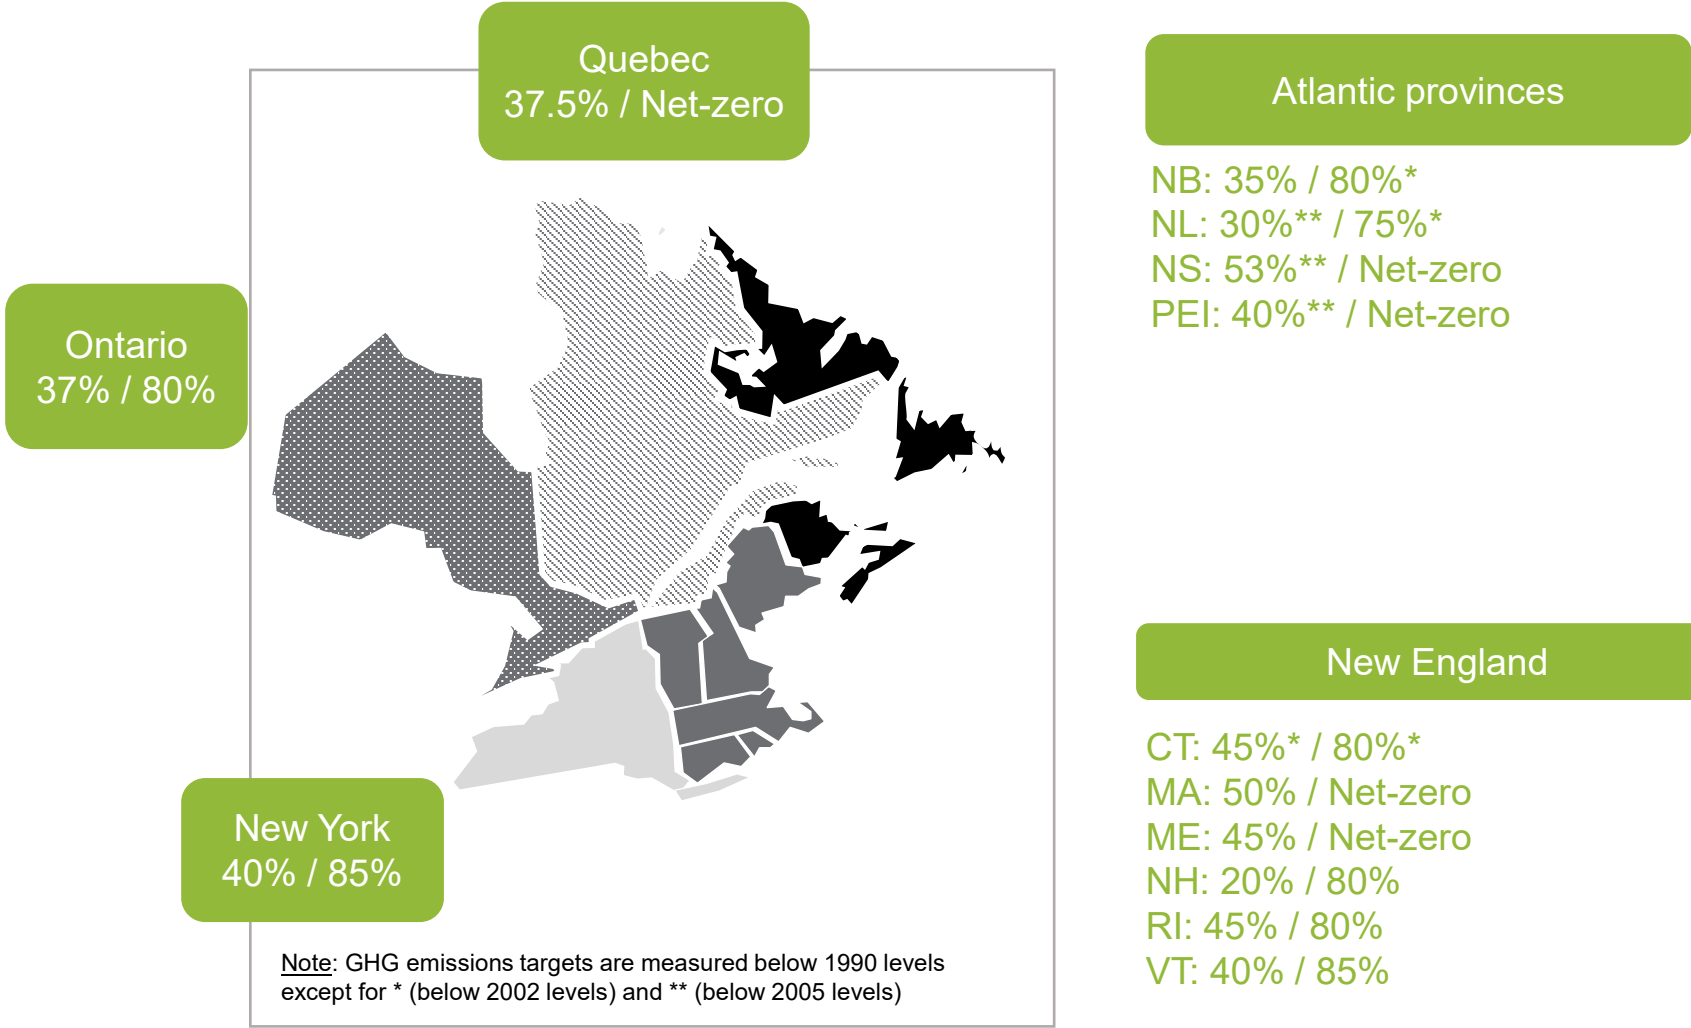 Quebec
37.5% / Net-zero
Ontario
37% / 80%
New York
40% / 85%
Note: GHG emissions targets are measured below 1990 levels
except for * (below 2002 levels) and ** (below 2005 levels)
Atlantic provinces
NB: 35% / 80%*
NL: 30%** / 75%*
NS: 53%** / Net-zero
PEI: 40%** / Net-zero
New England
CT: 45%* / 80%*
MA: 50% / Net-zero
ME: 45% / Net-zero
NH: 20% / 80%
RI: 45% / 80%
VT: 40% / 85%